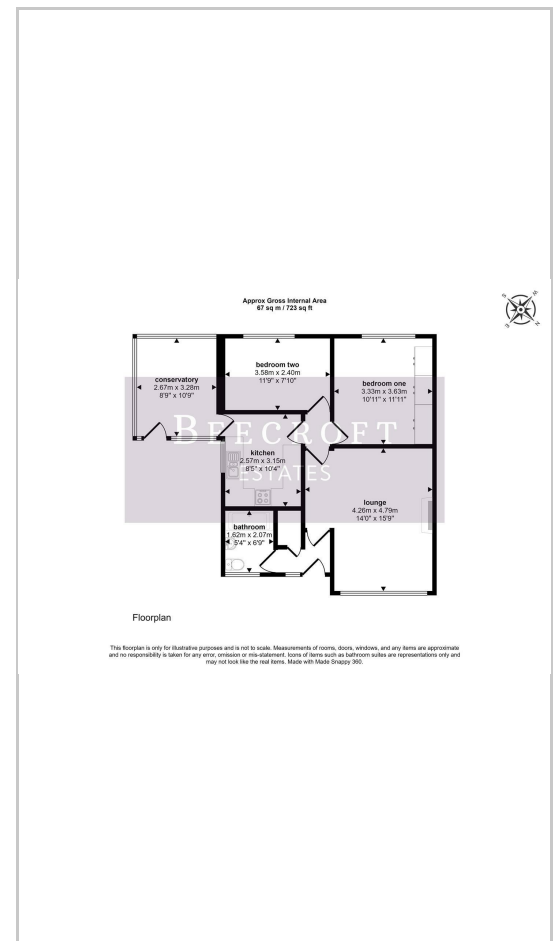 Approx Gross Internal Area
67 sq m / 723 sq ft
S
W
E
N
bedroom two
3.58m x 2.40m
11'9" x 7'10"
conservatory
2.67m x 3.28m
8'9" x 10'9"
bedroom one
3.33m x 3.63m
10'11" x 11'11"
BEECROFT
ESTATES
kitchen
2.57m x 3.15m
8'5" x 10'4"
lounge
4.26m x 4.79m
14'0" x 15'9"
bathroom
1.62m x 2.07m
5'4" x 6'9"
Floorplan
This floorplan is only for illustrative purposes and is not to scale. Measurements of rooms, doors, windows, and any items are approximate
and no responsibility is taken for any error, omission or mis-statement. Icons of items such as bathroom suites are representations only and
may not look like the real items. Made with Made Snappy 360.